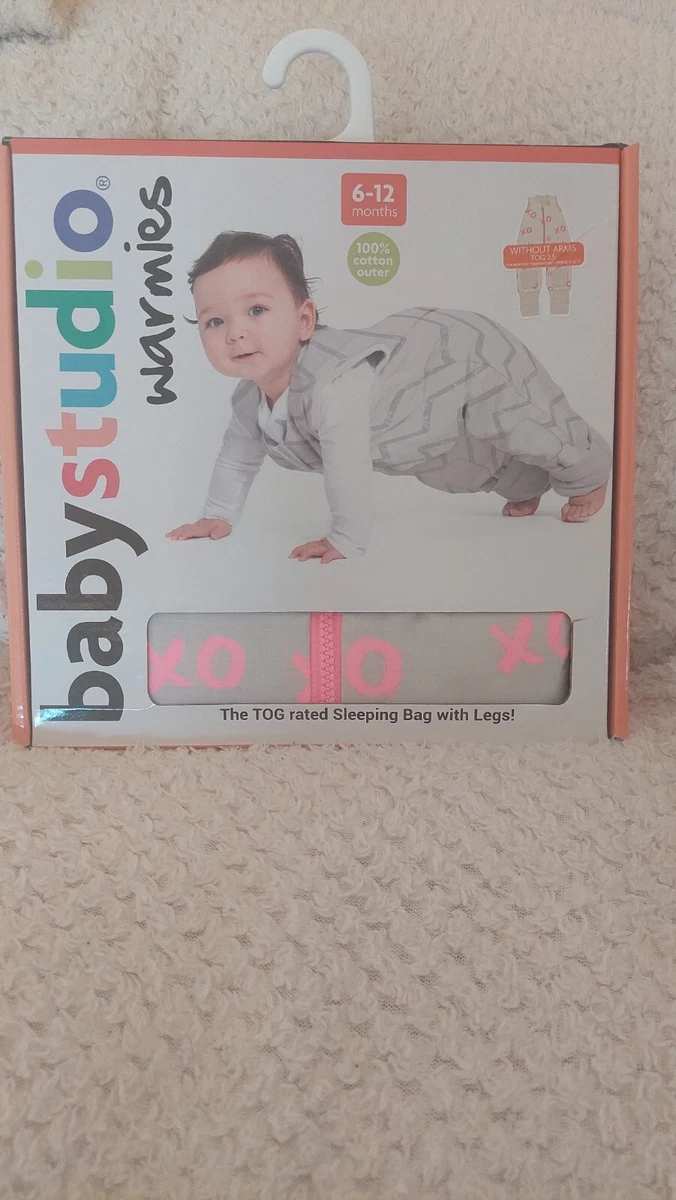 babystudio®
warmies
6-12
months
100%
cotton
outer
WITHOUT ARMS
TOG 2.5
XO XO XO
The TOG rated Sleeping Bag with Legs!